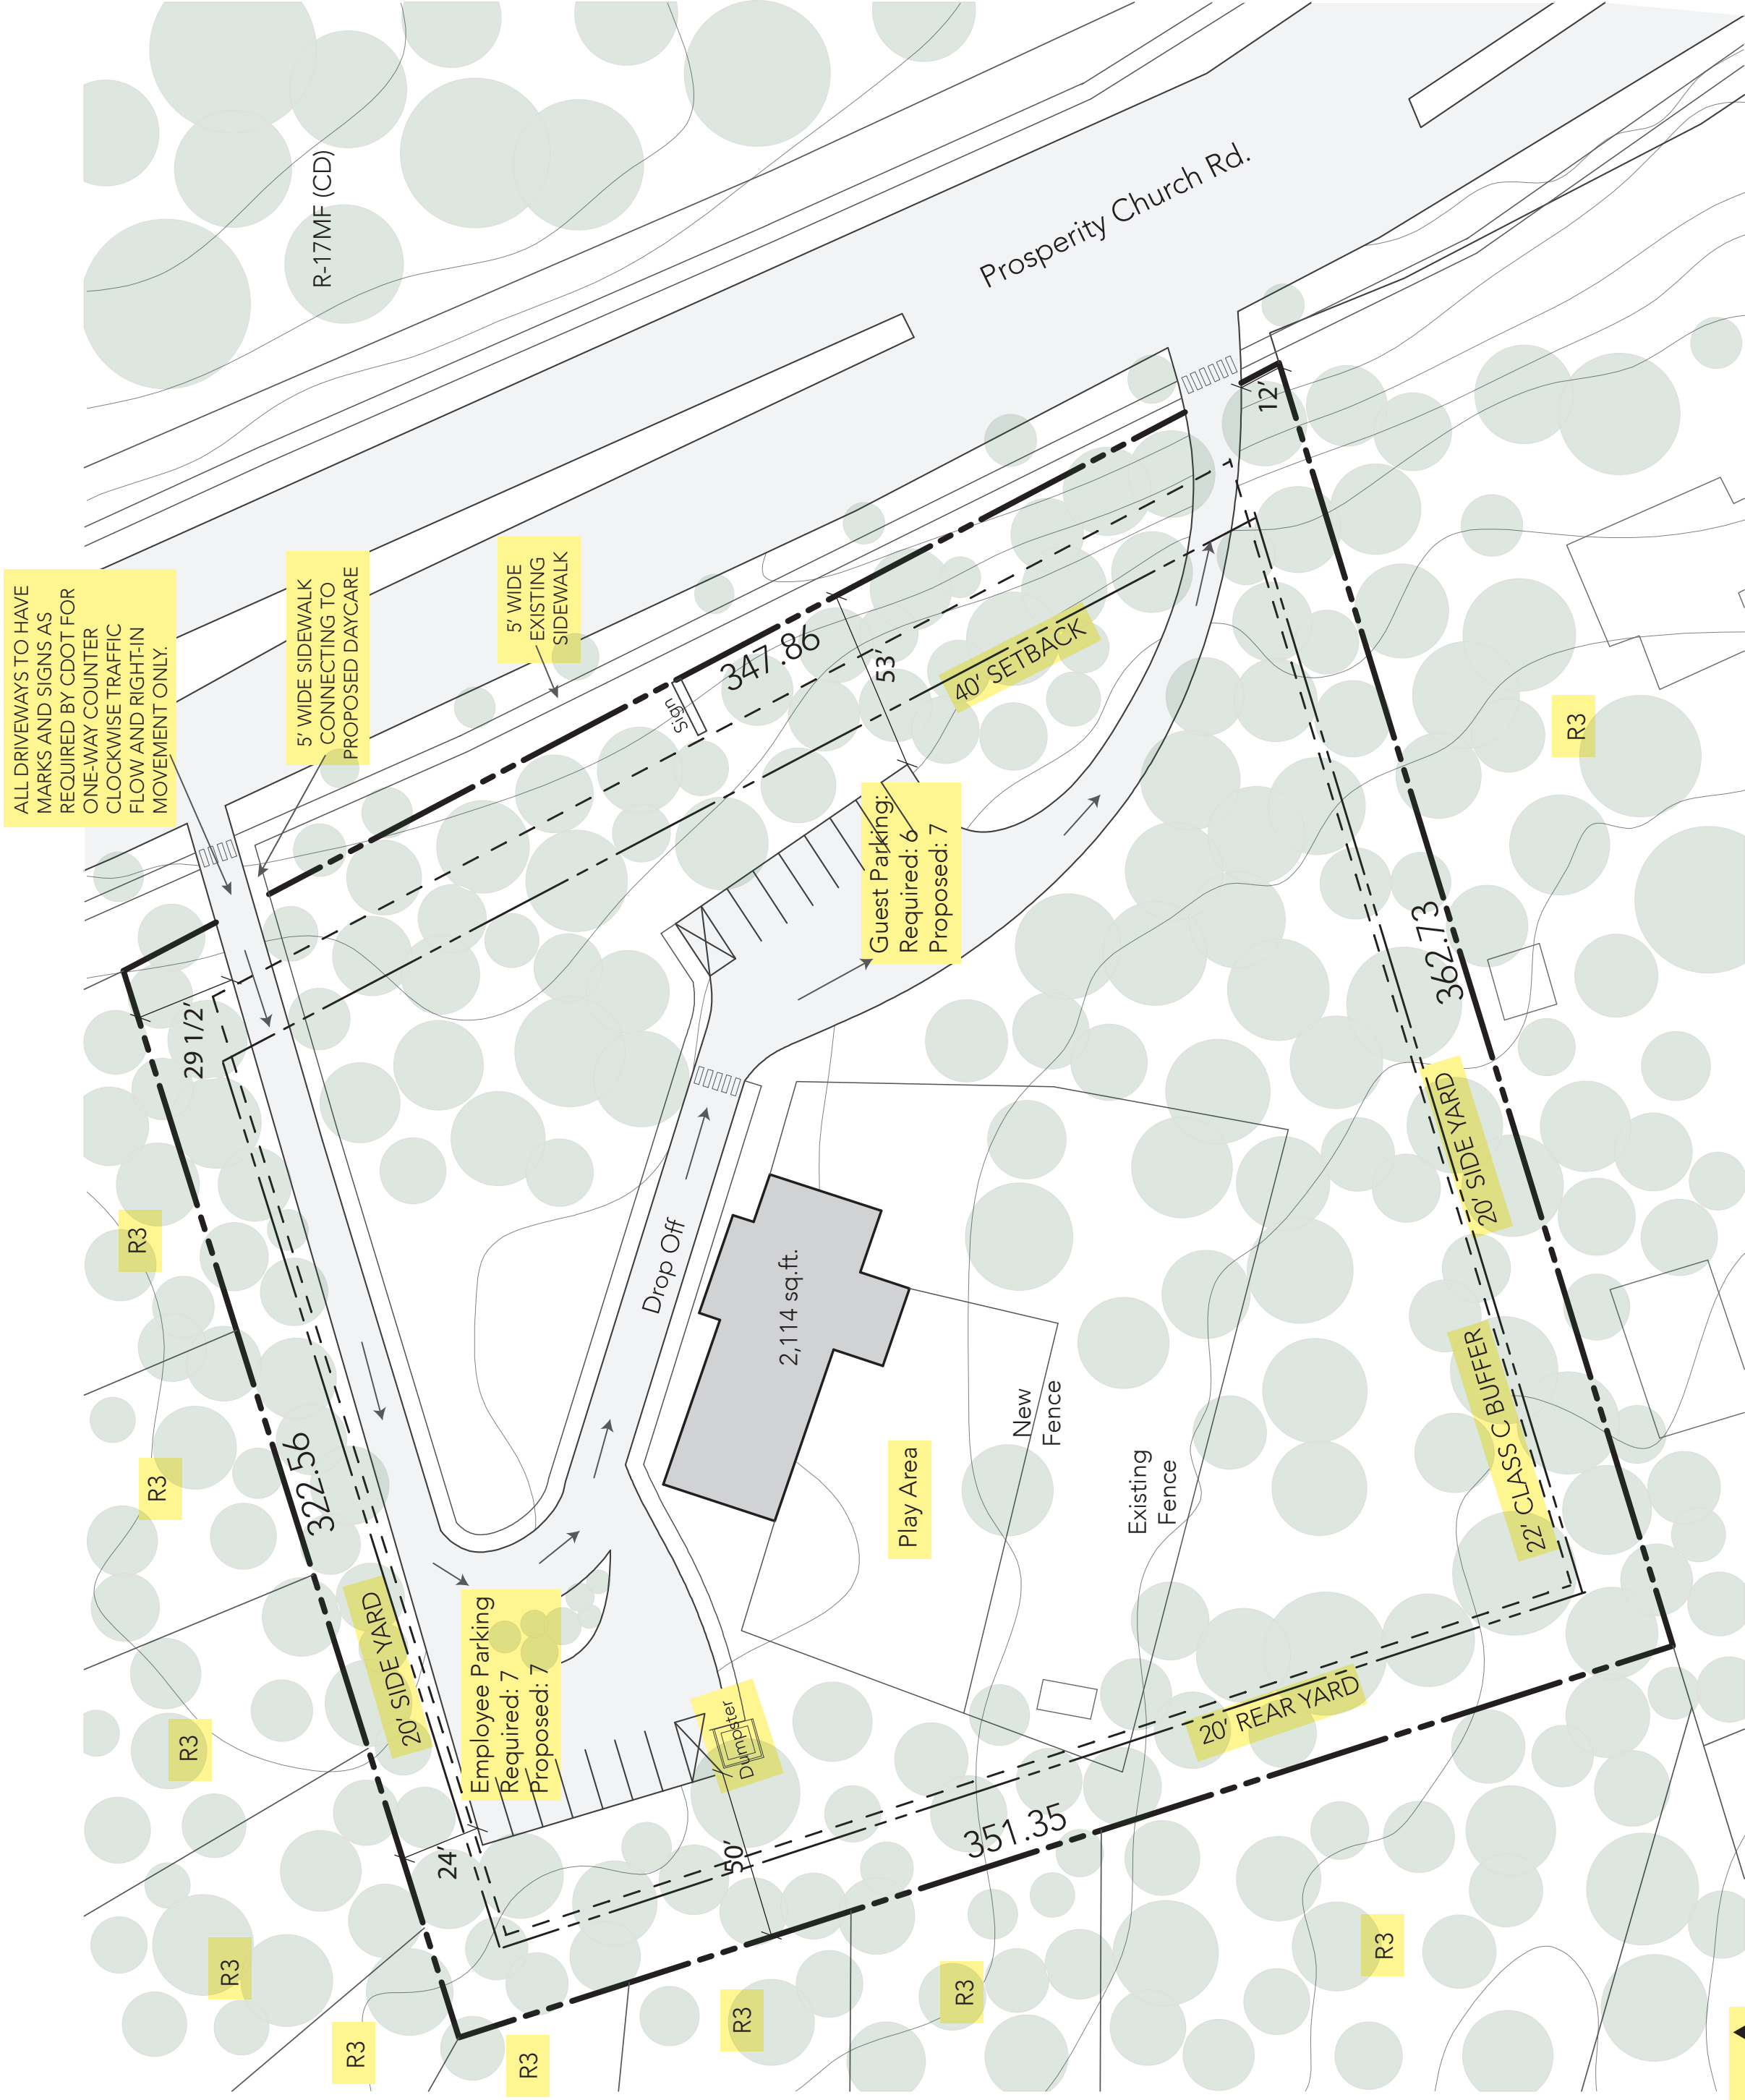 ALL DRIVEWAYS TO HAVE
MARKS AND SIGNS AS
REQUIRED BY CDOT FOR
ONE-WAY COUNTER
CLOCKWISE TRAFFIC
FLOW AND RIGHT-IN
MOVEMENT ONLY.
5' WIDE SIDEWALK
CONNECTING TO
PROPOSED DAYCARE
5' WIDE
EXISTING
SIDEWALK
R-17MF (CD)
Prosperity Church Rd.
12'
347.86
Sign
53'
40' SETBACK
Guest Parking:
Required: 6
Proposed: 7
29 1/2'
R3
R3
R3
R3
R3
R3
322.56
20' SIDE YARD
Drop Off
2,114 sq.ft.
Employee Parking
Required: 7
Proposed: 7
Dumpster
Play Area
New
Fence
Existing
Fence
24'
50'
351.35
20' REAR YARD
22' CLASS C BUFFER
20' SIDE YARD
362.73
R3
R3
R3
R3